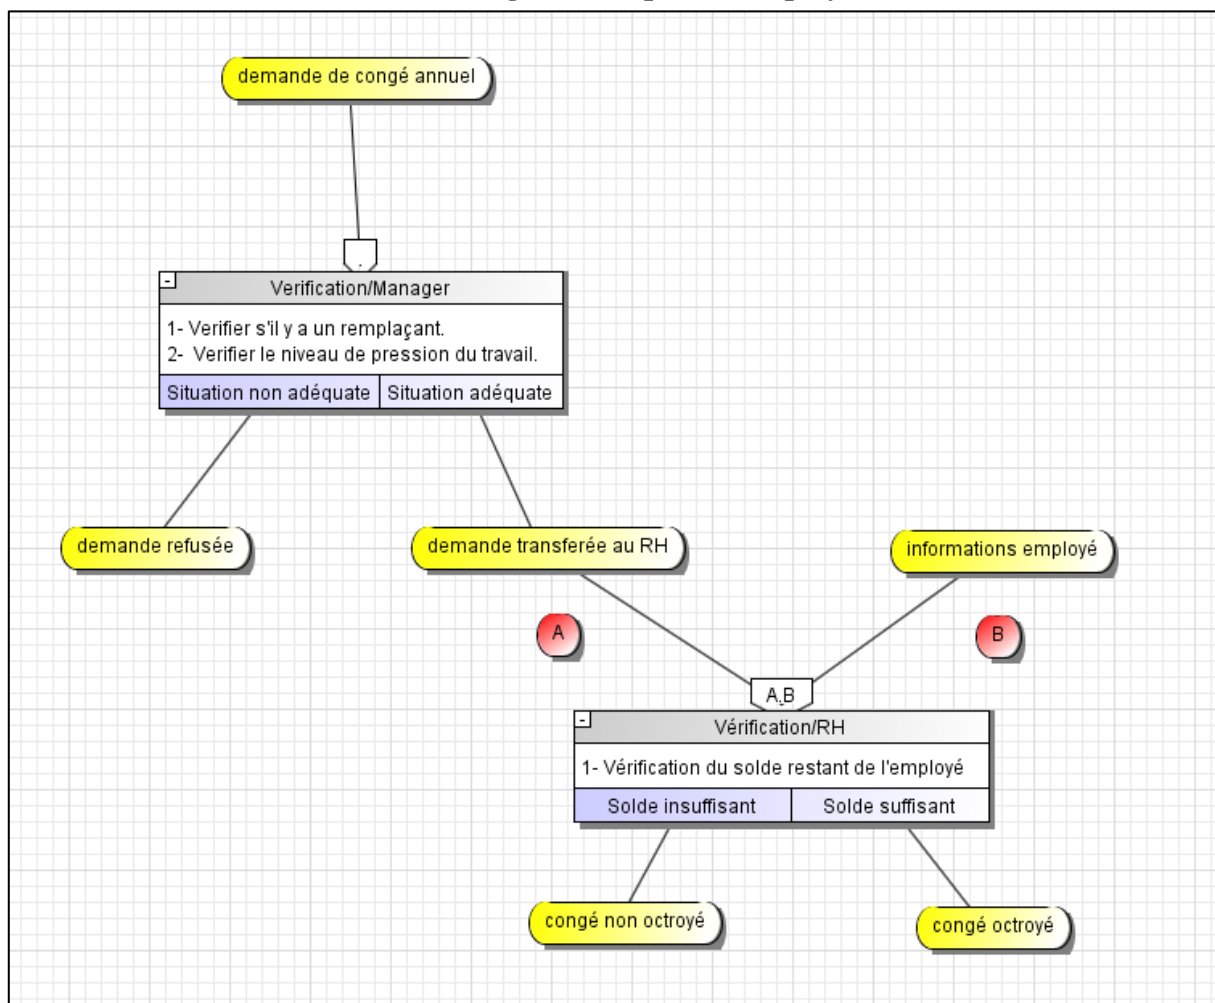 demande de congé annuel
-
Verification/Manager
1- Verifier s'il y a un remplaçant.
2- Verifier le niveau de pression du travail.
Situation non adéquate Situation adéquate
demande refusée
demande transferée au RH
informations employé
A
B
A.B
-
Vérification/RH
1- Vérification du solde restant de l'employé
Solde insuffisant Solde suffisant
congé non octroyé
congé octroyé